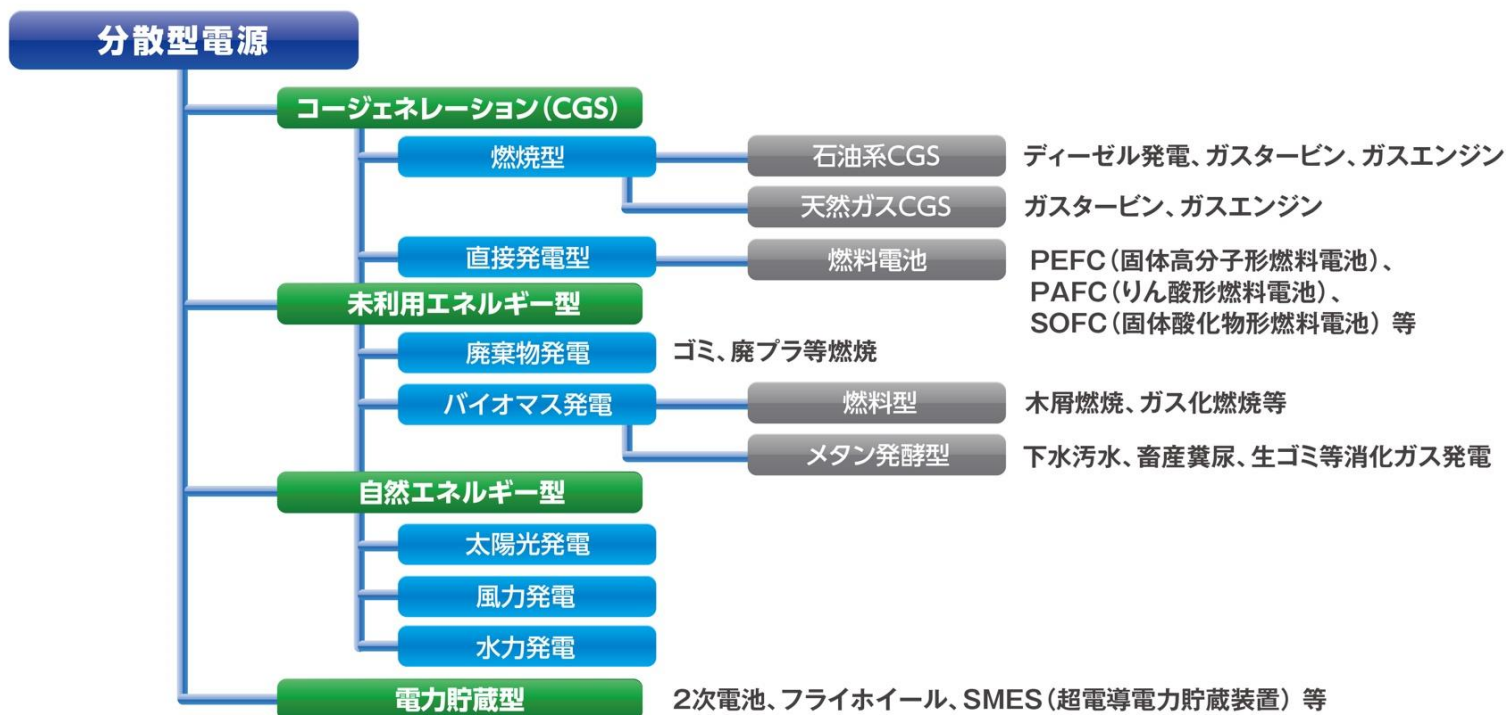 分散型電源
コージェネレーション(CGS)
燃焼型
石油系CGS
ディーゼル発電、ガスタービン、ガスエンジン
天然ガスCGS
ガスタービン、ガスエンジン
直接発電型
燃料電池
PEFC(固体高分子形燃料電池)、
PAFC(りん酸形燃料電池)、
SOFC(固体酸化物形燃料電池) 等
未利用エネルギー型
廃棄物発電
ゴミ、廃プラ等燃焼
バイオマス発電
燃料型
木屑燃焼、ガス化燃焼等
メタン発酵型
下水汚水、畜産糞尿、生ゴミ等消化ガス発電
自然エネルギー型
太陽光発電
風力発電
水力発電
電力貯蔵型
2次電池、フライホイール、SMES(超電導電力貯蔵装置) 等